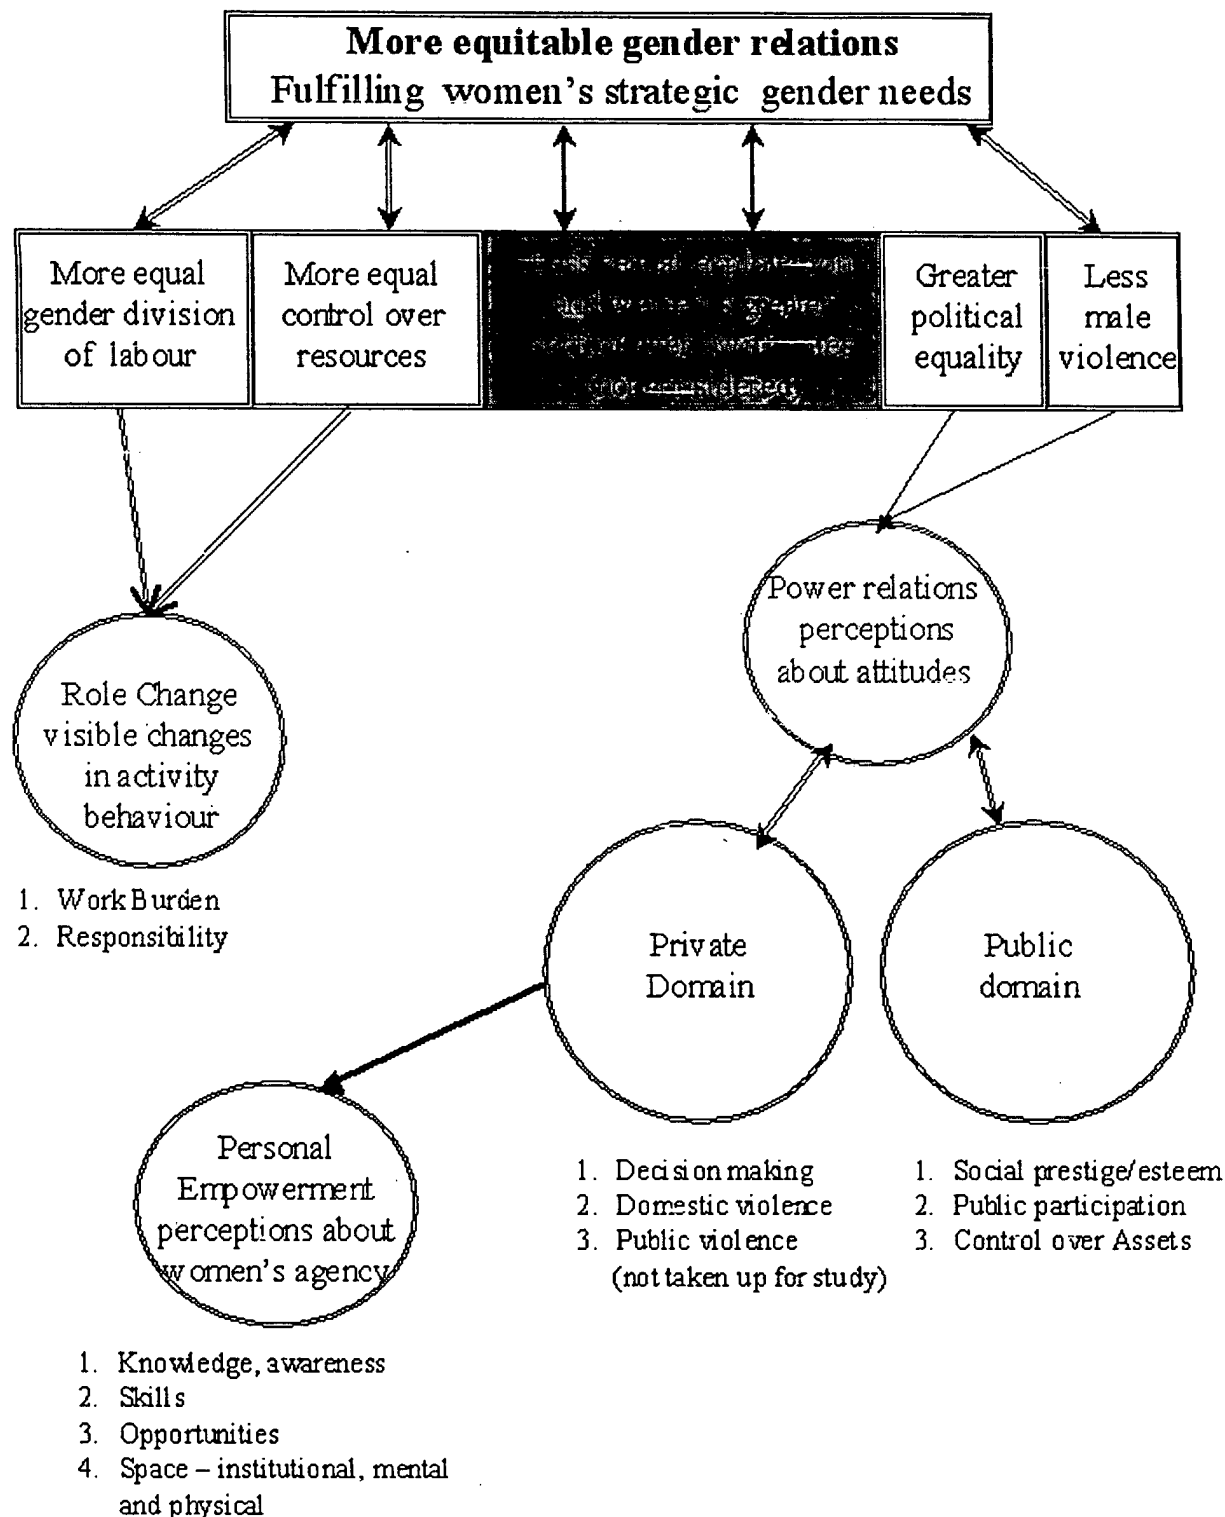 More equitable gender relations
Fulfilling women's strategic gender needs
More equal
gender division
of labour
More equal
control over
resources
Greater
political
equality
Less
male
violence
Power relations
perceptions
about attitudes
Role Change
visible changes
in activity
behaviour
1. Work Burden
2. Responsibility
Private
Domain
Public
domain
Personal
Empowerment
perceptions about
women's agency
1. Decision making
2. Domestic violence
3. Public violence
(not taken up for study)
1. Social prestige/esteem
2. Public participation
3. Control over Assets
1. Knowledge, awareness
2. Skills
3. Opportunities
4. Space – institutional, mental
and physical